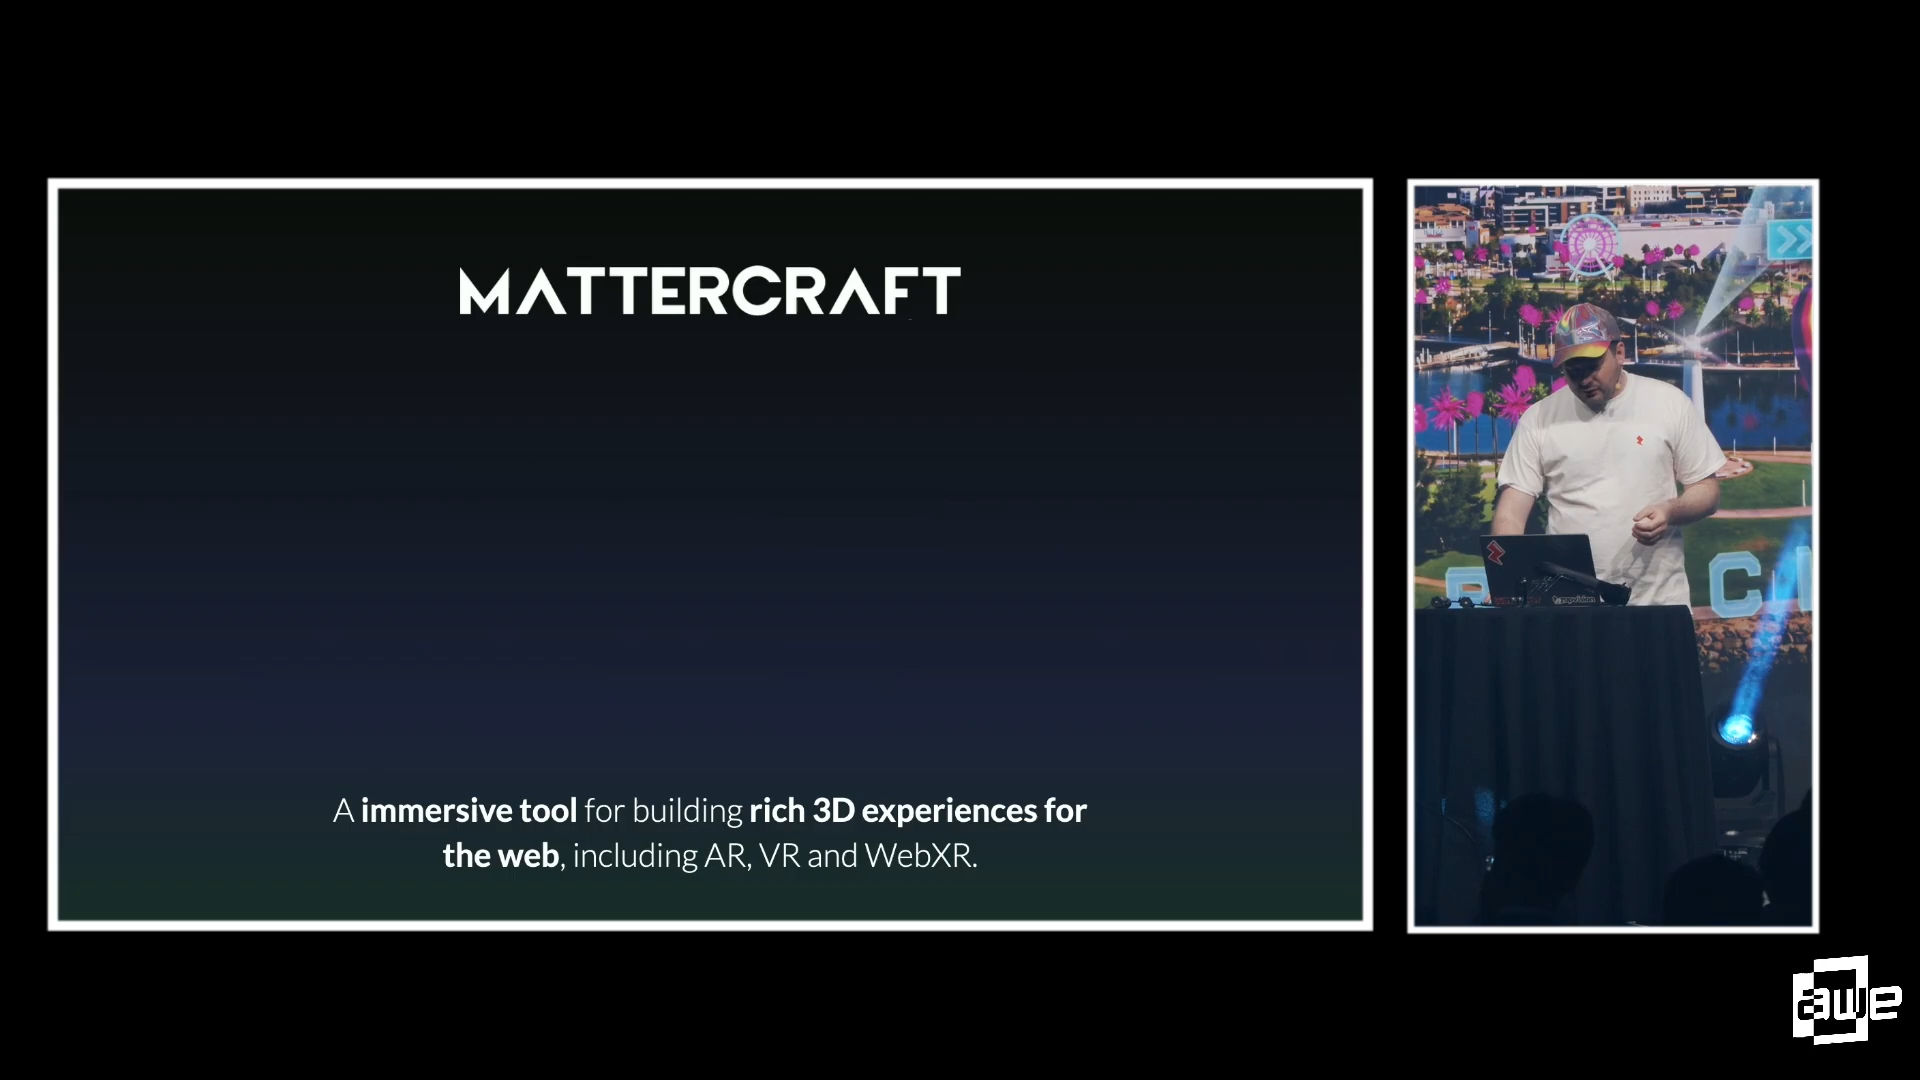 MATTERCRAFT
A immersive tool for building rich 3D experiences for
the web, including AR, VR and WebXR.
C
awe